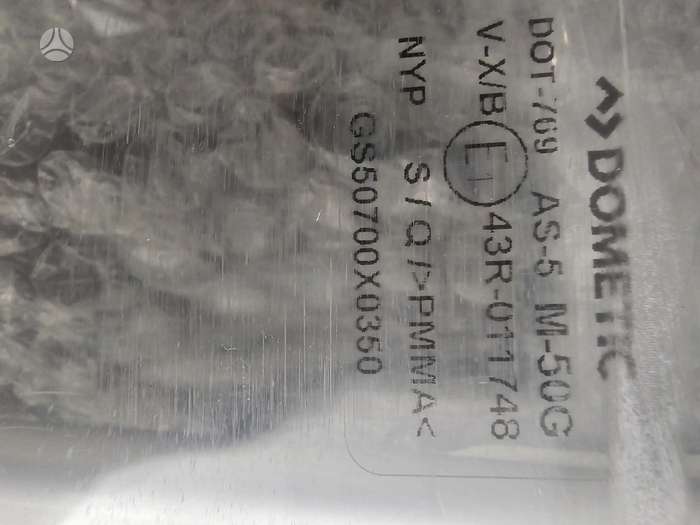 DOMETIC
DOT-769 AS-5 M-50G
V-X/B E1 43R-011748
NYP S/Q/>PMMA<
GS50700X0350